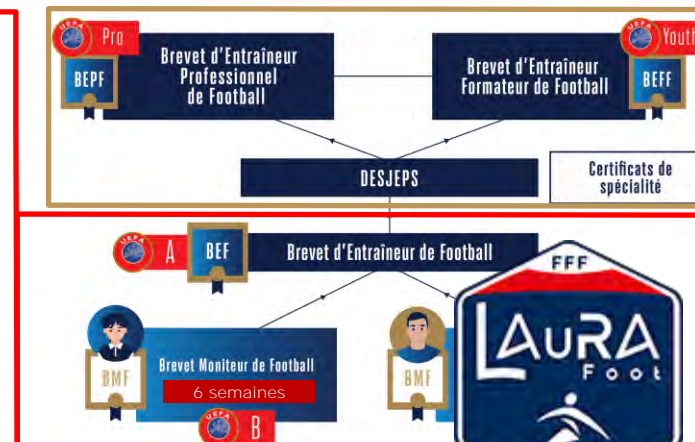 UEFA
Pro
BEPF
Brevet d'Entraîneur
Professionnel
de Football
Brevet d'Entraîneur
Formateur de Football
UEFA
Youth
BEFF
DESJEPS
Certificats de
spécialité
UEFA
A
BEF
Brevet d'Entraîneur de Football
BMF
Brevet Moniteur de Football
6 semaines
UEFA
B
BMF
FFF
LAuRA
Foot